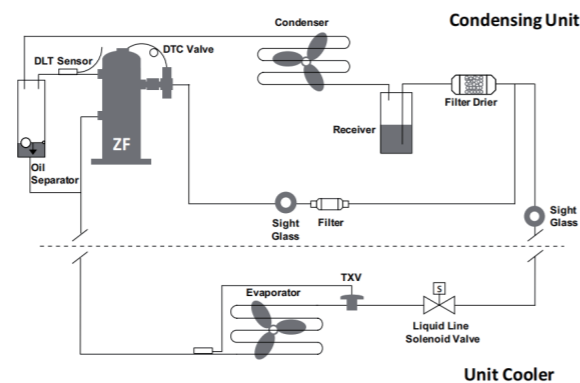 Condenser
Condensing Unit
DLT Sensor
DTC Valve
Filter Drier
Receiver
ZF
Oil
Separator
Sight
Glass
Filter
Sight
Glass
TXV
Evaporator
S
Liquid Line
Solenoid Valve
Unit Cooler